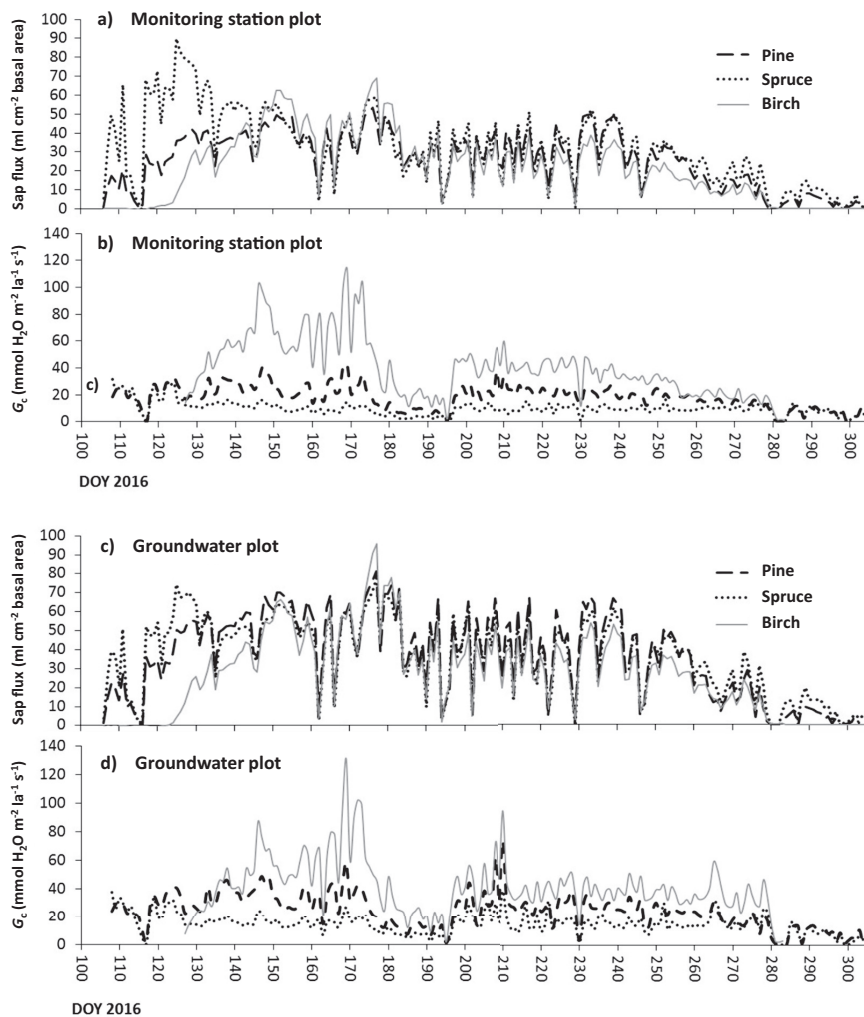 a) Monitoring station plot
Sap flux (ml cm⁻² basal area)
100
90
80
70
60
50
40
30
20
10
0
Pine
Spruce
Birch
b) Monitoring station plot
Gc (mmol H₂O m⁻² la⁻¹ s⁻¹)
140
120
100
80
60
40
20
0
c)
100 110 120 130 140 150 160 170 180 190 200 210 220 230 240 250 260 270 280 290 300
DOY 2016
c) Groundwater plot
Sap flux (ml cm⁻² basal area)
100
90
80
70
60
50
40
30
20
10
0
Pine
Spruce
Birch
d) Groundwater plot
Gc (mmol H₂O m⁻² la⁻¹ s⁻¹)
140
120
100
80
60
40
20
0
100 110 120 130 140 150 160 170 180 190 200 210 220 230 240 250 260 270 280 290 300
DOY 2016